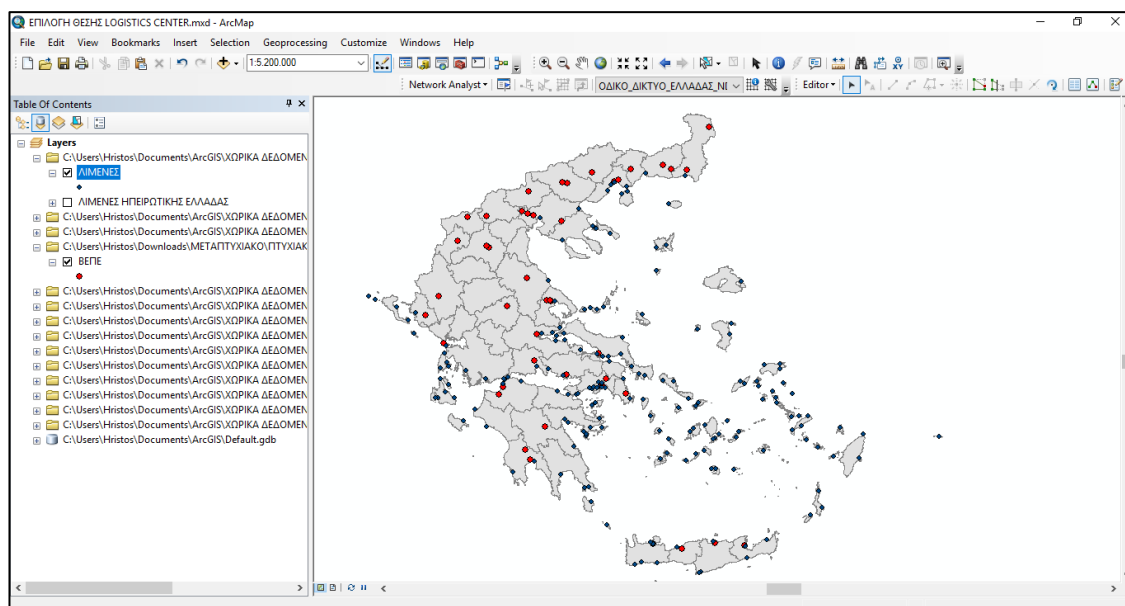 ΕΠΙΛΟΓΗ ΘΕΣΗΣ LOGISTICS CENTER.mxd - ArcMap
File Edit View Bookmarks Insert Selection Geoprocessing Customize Windows Help
1:5.200.000
Network Analyst ΟΔΙΚΟ_ΔΙΚΤΥΟ_ΕΛΛΑΔΑΣ_NI Editor
Table Of Contents
Layers
C:\Users\Hristos\Documents\ArcGIS\ΧΩΡΙΚΑ ΔΕΔΟΜΕΝ
ΛΙΜΕΝΕΣ
ΛΙΜΕΝΕΣ ΗΠΕΙΡΩΤΙΚΗΣ ΕΛΛΑΔΑΣ
C:\Users\Hristos\Documents\ArcGIS\ΧΩΡΙΚΑ ΔΕΔΟΜΕΝ
C:\Users\Hristos\Documents\ArcGIS\ΧΩΡΙΚΑ ΔΕΔΟΜΕΝ
C:\Users\Hristos\Downloads\ΜΕΤΑΠΤΥΧΙΑΚΟ\ΠΤΥΧΙΑΚ
ΒΕΠΕ
C:\Users\Hristos\Documents\ArcGIS\ΧΩΡΙΚΑ ΔΕΔΟΜΕΝ
C:\Users\Hristos\Documents\ArcGIS\ΧΩΡΙΚΑ ΔΕΔΟΜΕΝ
C:\Users\Hristos\Documents\ArcGIS\ΧΩΡΙΚΑ ΔΕΔΟΜΕΝ
C:\Users\Hristos\Documents\ArcGIS\ΧΩΡΙΚΑ ΔΕΔΟΜΕΝ
C:\Users\Hristos\Documents\ArcGIS\ΧΩΡΙΚΑ ΔΕΔΟΜΕΝ
C:\Users\Hristos\Documents\ArcGIS\ΧΩΡΙΚΑ ΔΕΔΟΜΕΝ
C:\Users\Hristos\Documents\ArcGIS\ΧΩΡΙΚΑ ΔΕΔΟΜΕΝ
C:\Users\Hristos\Documents\ArcGIS\ΧΩΡΙΚΑ ΔΕΔΟΜΕΝ
C:\Users\Hristos\Documents\ArcGIS\ΧΩΡΙΚΑ ΔΕΔΟΜΕΝ
C:\Users\Hristos\Documents\ArcGIS\ΧΩΡΙΚΑ ΔΕΔΟΜΕΝ
C:\Users\Hristos\Documents\ArcGIS\Default.gdb